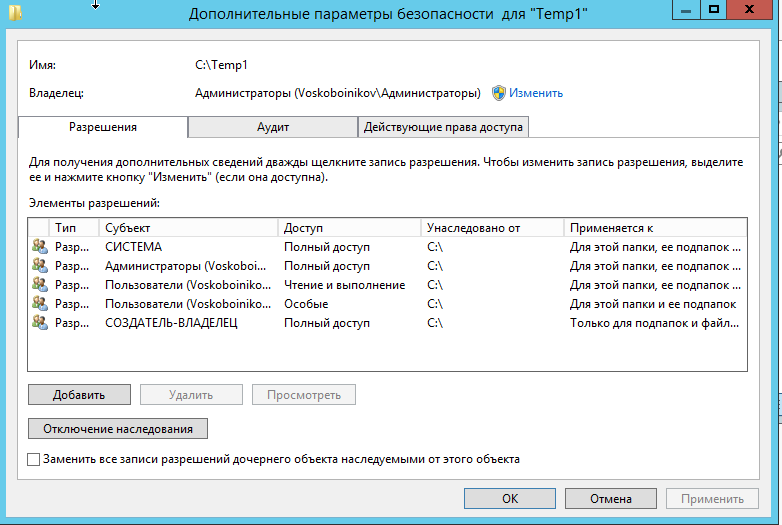 Дополнительные параметры безопасности для "Temp1"
Имя: C:\Temp1
Владелец: Администраторы (Voskoboinikov\Администраторы) Изменить
Разрешения Аудит Действующие права доступа
Для получения дополнительных сведений дважды щелкните запись разрешения. Чтобы изменить запись разрешения, выделите
ее и нажмите кнопку "Изменить" (если она доступна).
Элементы разрешений:
Тип Субъект Доступ Унаследовано от Применяется к
Разр... СИСТЕМА Полный доступ C:\ Для этой папки, ее подпапок ...
Разр... Администраторы (Voskoboi... Полный доступ C:\ Для этой папки, ее подпапок ...
Разр... Пользователи (Voskoboiniko... Чтение и выполнение C:\ Для этой папки, ее подпапок ...
Разр... Пользователи (Voskoboiniko... Особые C:\ Для этой папки и ее подпапок
Разр... СОЗДАТЕЛЬ-ВЛАДЕЛЕЦ Полный доступ C:\ Только для подпапок и файл...
Добавить Удалить Просмотреть
Отключение наследования
Заменить все записи разрешений дочернего объекта наследуемыми от этого объекта
ОК Отмена Применить